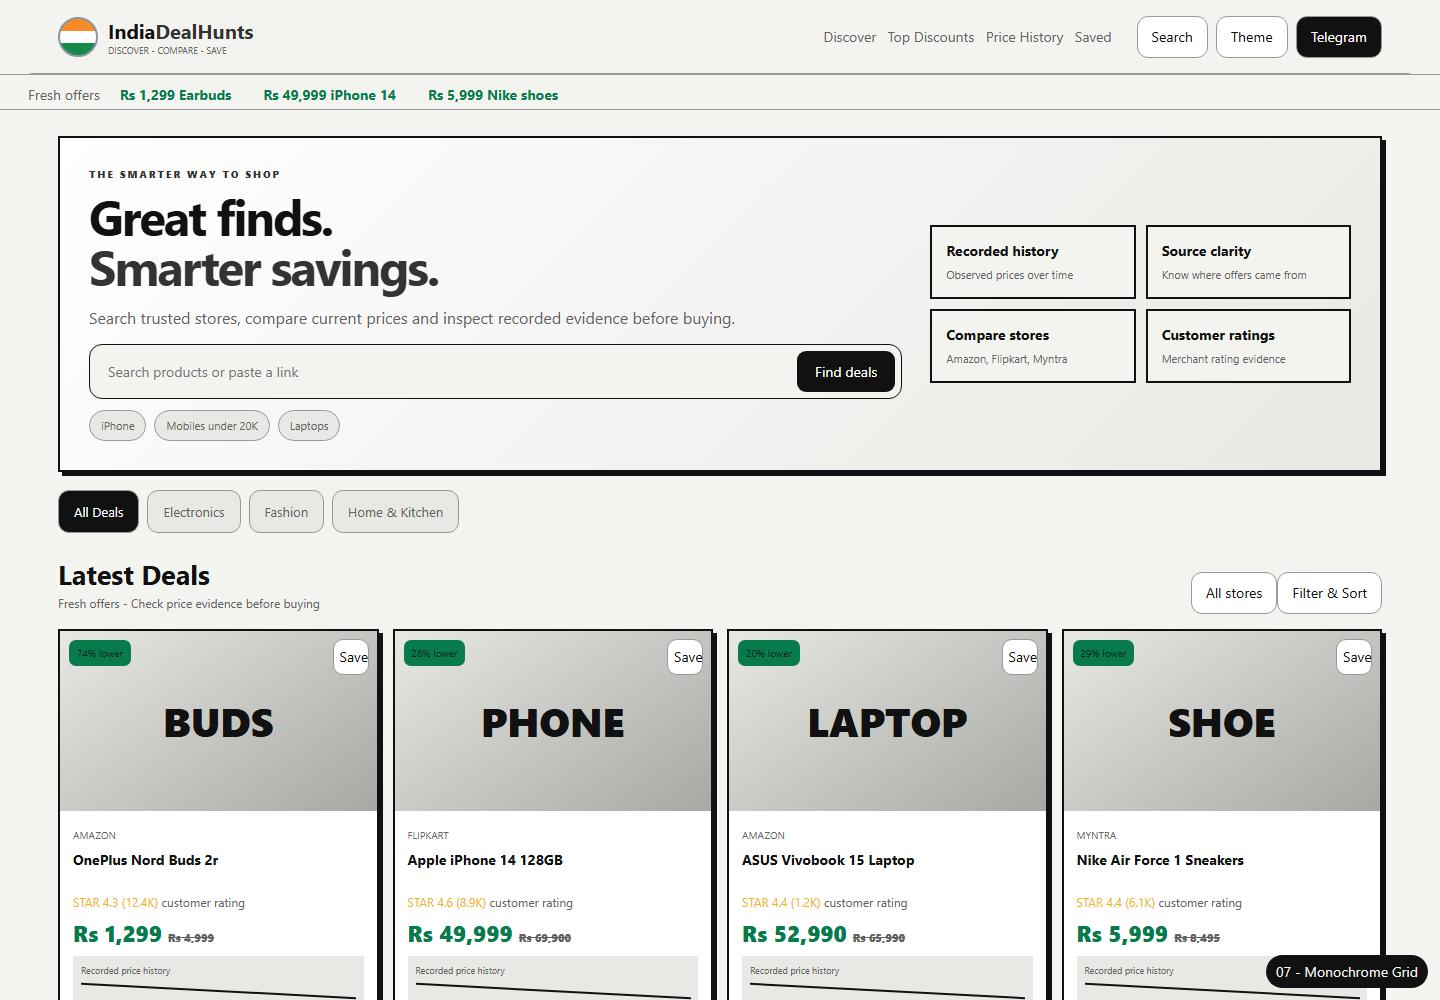 IndiaDealHunts
DISCOVER - COMPARE - SAVE
Discover Top Discounts Price History Saved Search Theme Telegram
Fresh offers Rs 1,299 Earbuds Rs 49,999 iPhone 14 Rs 5,999 Nike shoes
THE SMARTER WAY TO SHOP
Great finds.
Smarter savings.
Search trusted stores, compare current prices and inspect recorded evidence before buying.
Search products or paste a link Find deals
iPhone Mobiles under 20K Laptops
Recorded history
Observed prices over time
Source clarity
Know where offers came from
Compare stores
Amazon, Flipkart, Myntra
Customer ratings
Merchant rating evidence
All Deals Electronics Fashion Home & Kitchen
Latest Deals
Fresh offers - Check price evidence before buying
All stores Filter & Sort
74% lower Save
BUDS
AMAZON
OnePlus Nord Buds 2r
STAR 4.3 (12.4K) customer rating
Rs 1,299 Rs 4,999
Recorded price history
28% lower Save
PHONE
FLIPKART
Apple iPhone 14 128GB
STAR 4.6 (8.9K) customer rating
Rs 49,999 Rs 69,900
Recorded price history
20% lower Save
LAPTOP
AMAZON
ASUS Vivobook 15 Laptop
STAR 4.4 (1.2K) customer rating
Rs 52,990 Rs 65,990
Recorded price history
29% lower Save
SHOE
MYNTRA
Nike Air Force 1 Sneakers
STAR 4.4 (6.1K) customer rating
Rs 5,999 Rs 8,495
Recorded price history
07 - Monochrome Grid